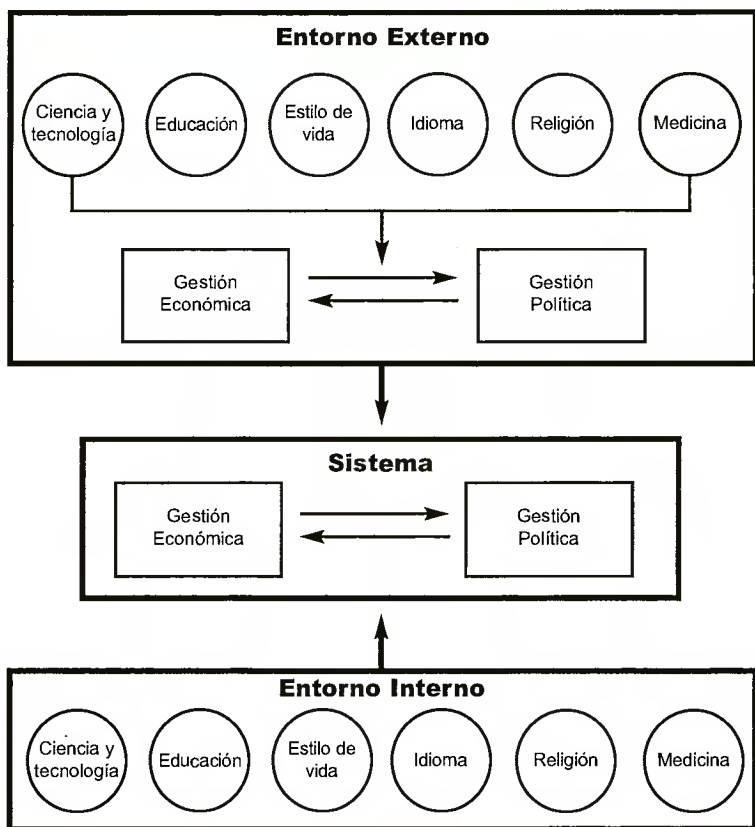 Entorno Externo
Ciencia y
tecnología
Educación
Estilo de
vida
Idioma
Religión
Medicina
Gestión
Económica
Gestión
Política
Sistema
Gestión
Económica
Gestión
Política
Entorno Interno
Ciencia y
tecnología
Educación
Estilo de
vida
Idioma
Religión
Medicina